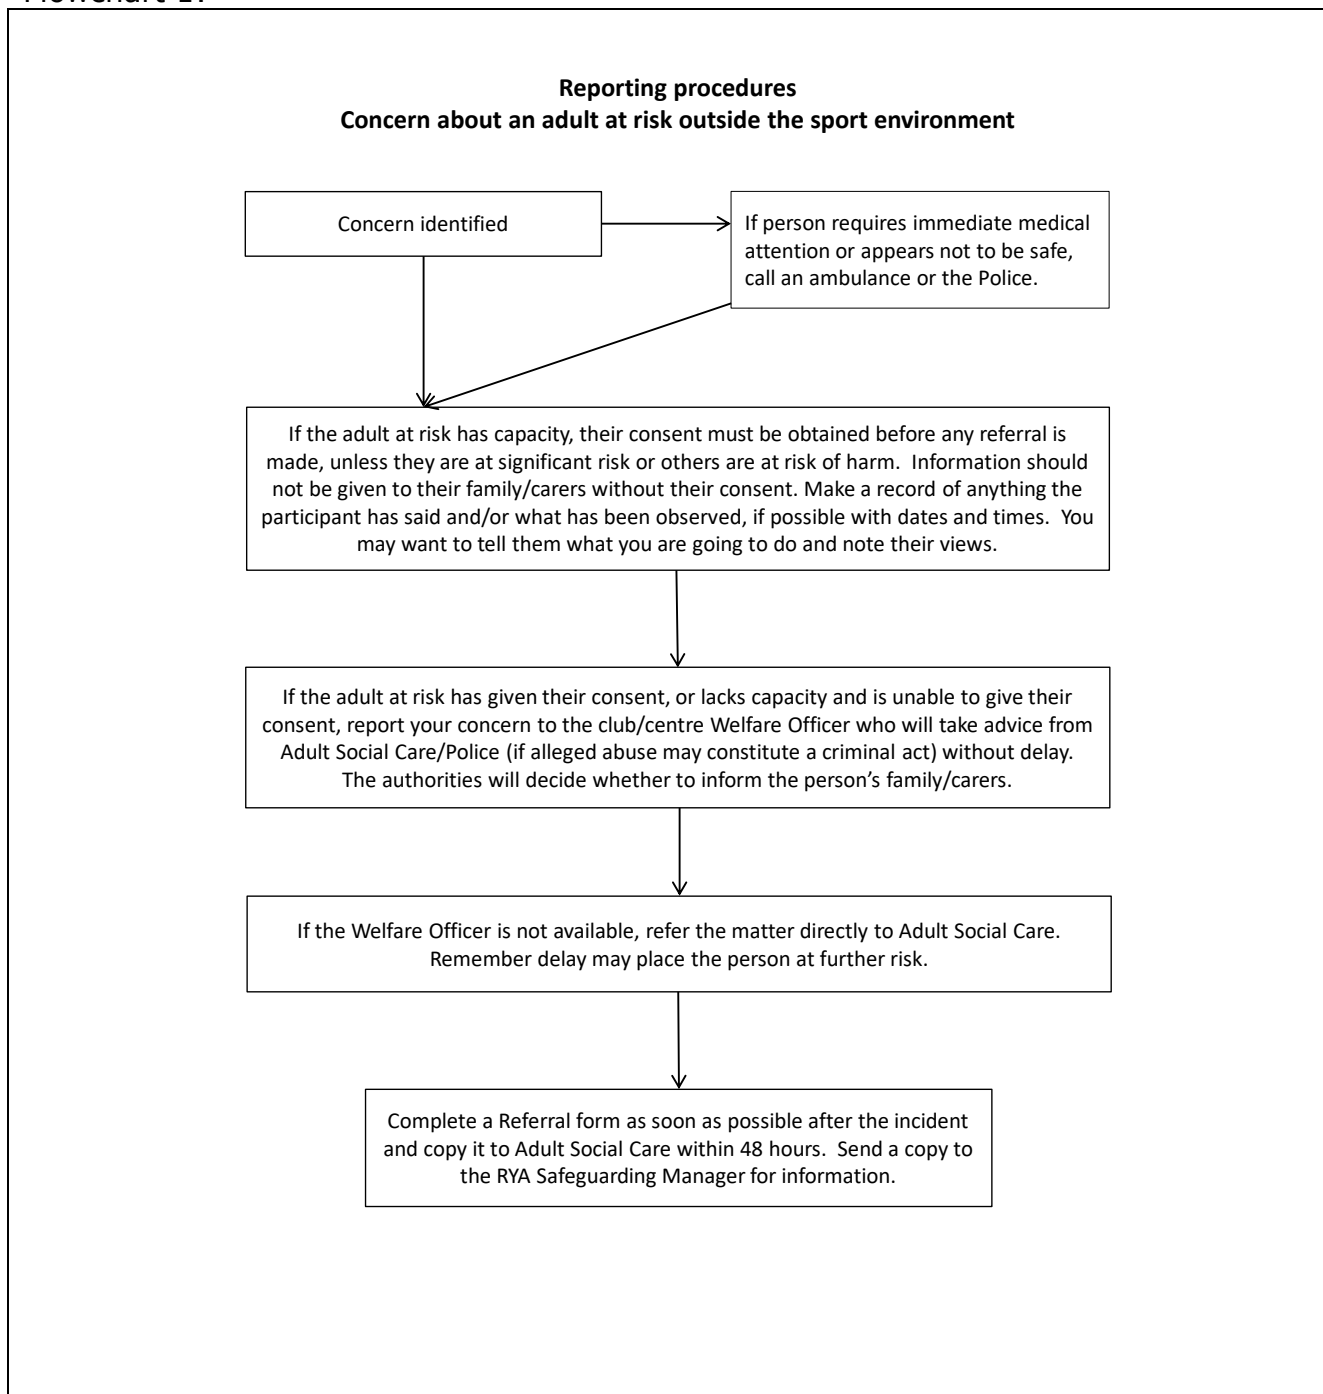 Flowchart 1:
Reporting procedures
Concern about an adult at risk outside the sport environment
Concern identified
If person requires immediate medical
attention or appears not to be safe,
call an ambulance or the Police.
If the adult at risk has capacity, their consent must be obtained before any referral is
made, unless they are at significant risk or others are at risk of harm.  Information should
not be given to their family/carers without their consent. Make a record of anything the
participant has said and/or what has been observed, if possible with dates and times.  You
may want to tell them what you are going to do and note their views.
If the adult at risk has given their consent, or lacks capacity and is unable to give their
consent, report your concern to the club/centre Welfare Officer who will take advice from
Adult Social Care/Police (if alleged abuse may constitute a criminal act) without delay.
The authorities will decide whether to inform the person’s family/carers.
If the Welfare Officer is not available, refer the matter directly to Adult Social Care.
Remember delay may place the person at further risk.
Complete a Referral form as soon as possible after the incident
and copy it to Adult Social Care within 48 hours.  Send a copy to
the RYA Safeguarding Manager for information.